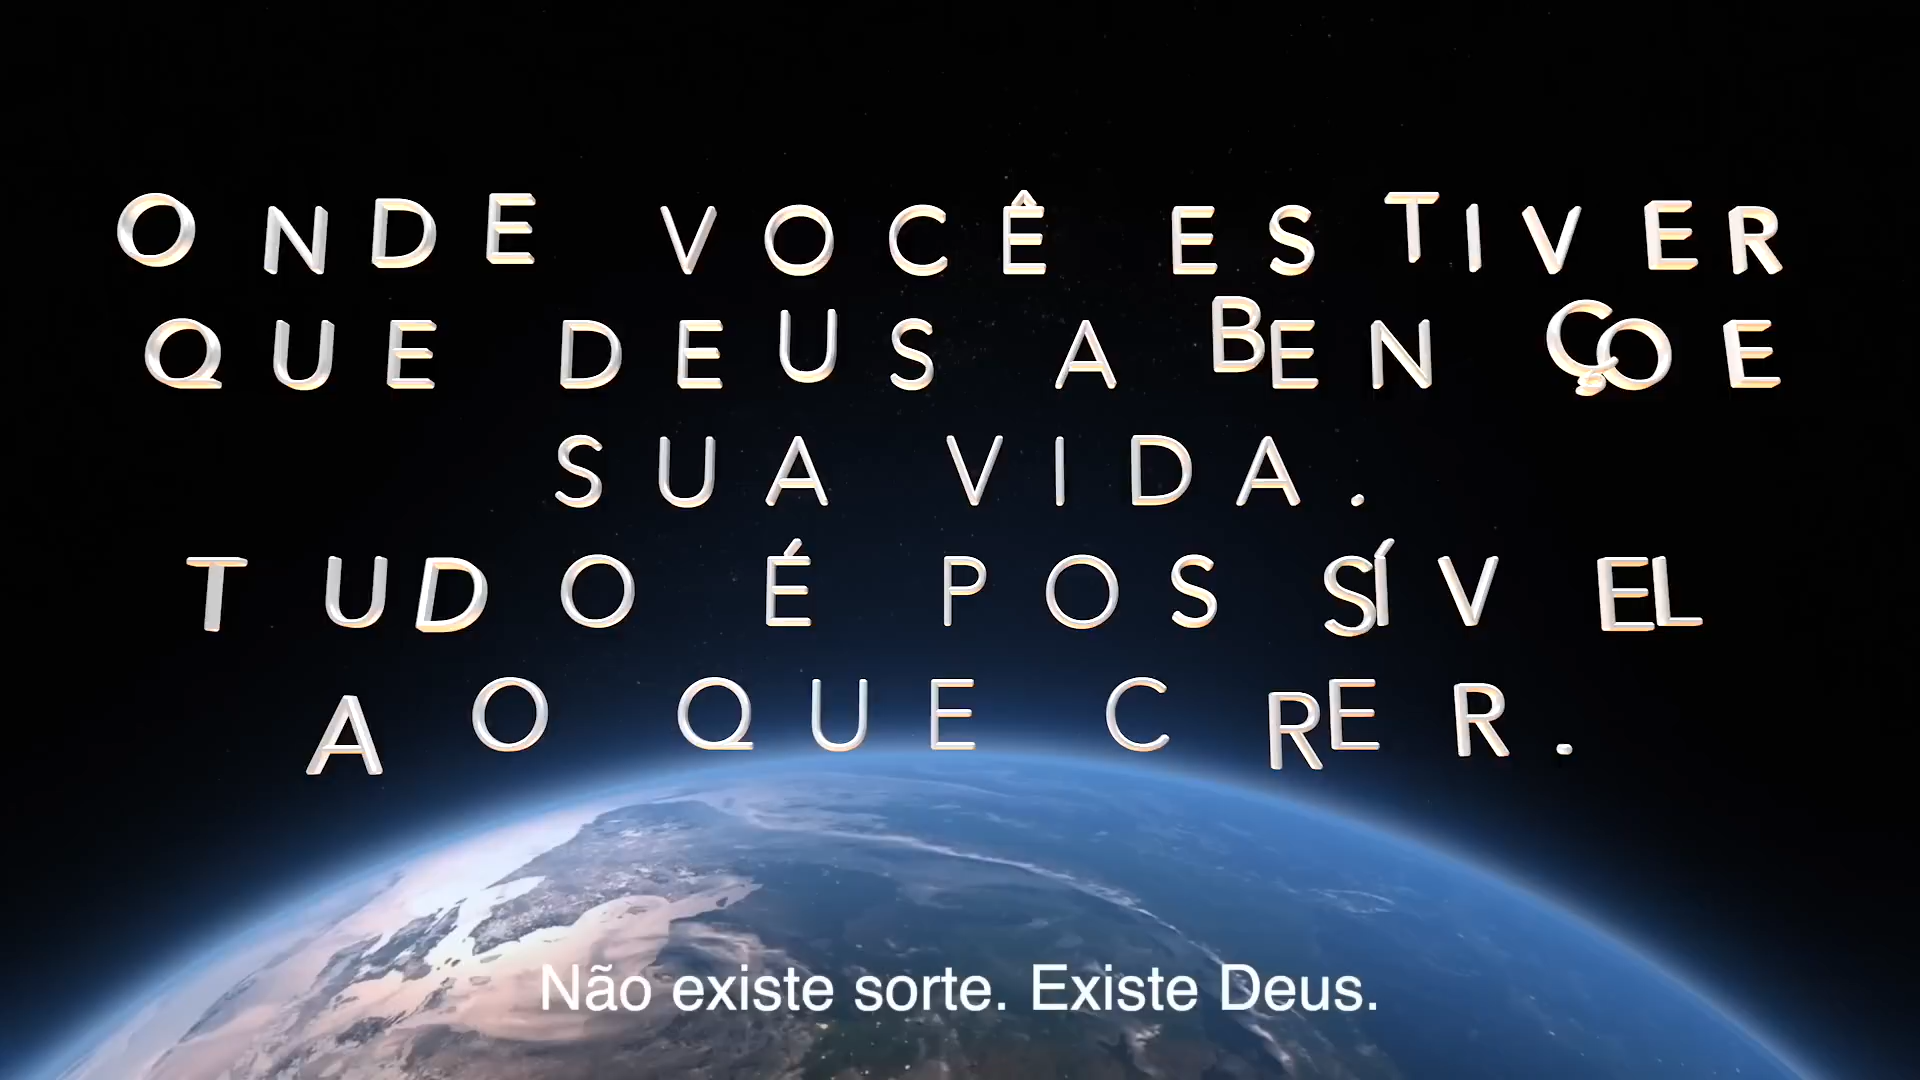 ONDE VOCÊ ESTIVER
QUE DEUS ABENÇOE
SUA VIDA.
TUDO É POSSÍVEL
AO QUE CRER.
Não existe sorte. Existe Deus.